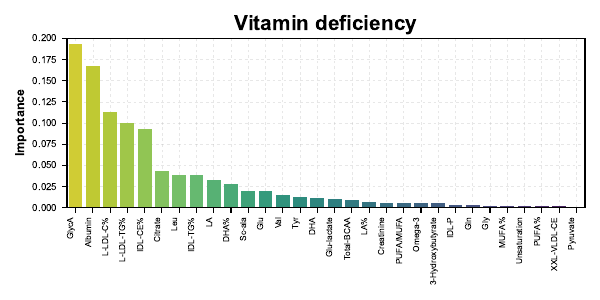 Vitamin deficiency
Importance
0.200
0.175
0.150
0.125
0.100
0.075
0.050
0.025
0.000
GlycA
Albumin
L-LDL-C%
L-LDL-TG%
IDL-CE%
Citrate
Leu
IDL-TG%
LA
DHA%
Sc-ala
Glu
Val
Tyr
DHA
Glu-lactate
Total-BCAA
LA%
Creatinine
PUFA/MUFA
Omega-3
3-Hydroxybutyrate
IDL-P
Gln
Gly
MUFA%
Unsaturation
PUFA%
XXL-VLDL-CE
Pyruvate